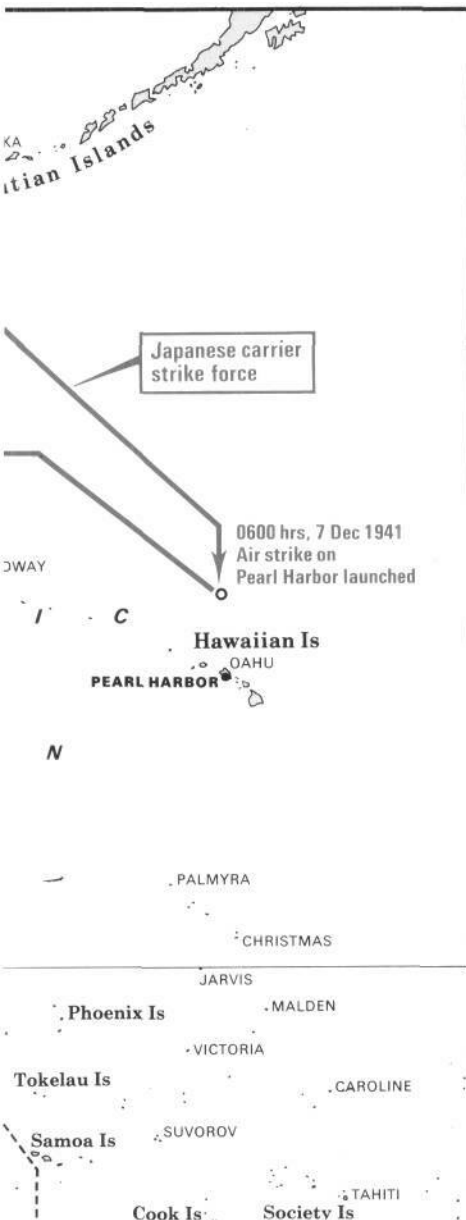 KA
utian Islands
Japanese carrier
strike force
0600 hrs, 7 Dec 1941
Air strike on
Pearl Harbor launched
DWAY
I C
Hawaiian Is
OAHU
PEARL HARBOR
N
PALMYRA
CHRISTMAS
JARVIS
Phoenix Is
MALDEN
VICTORIA
Tokelau Is
CAROLINE
Samoa Is
SUVOROV
TAHITI
Cook Is
Society Is